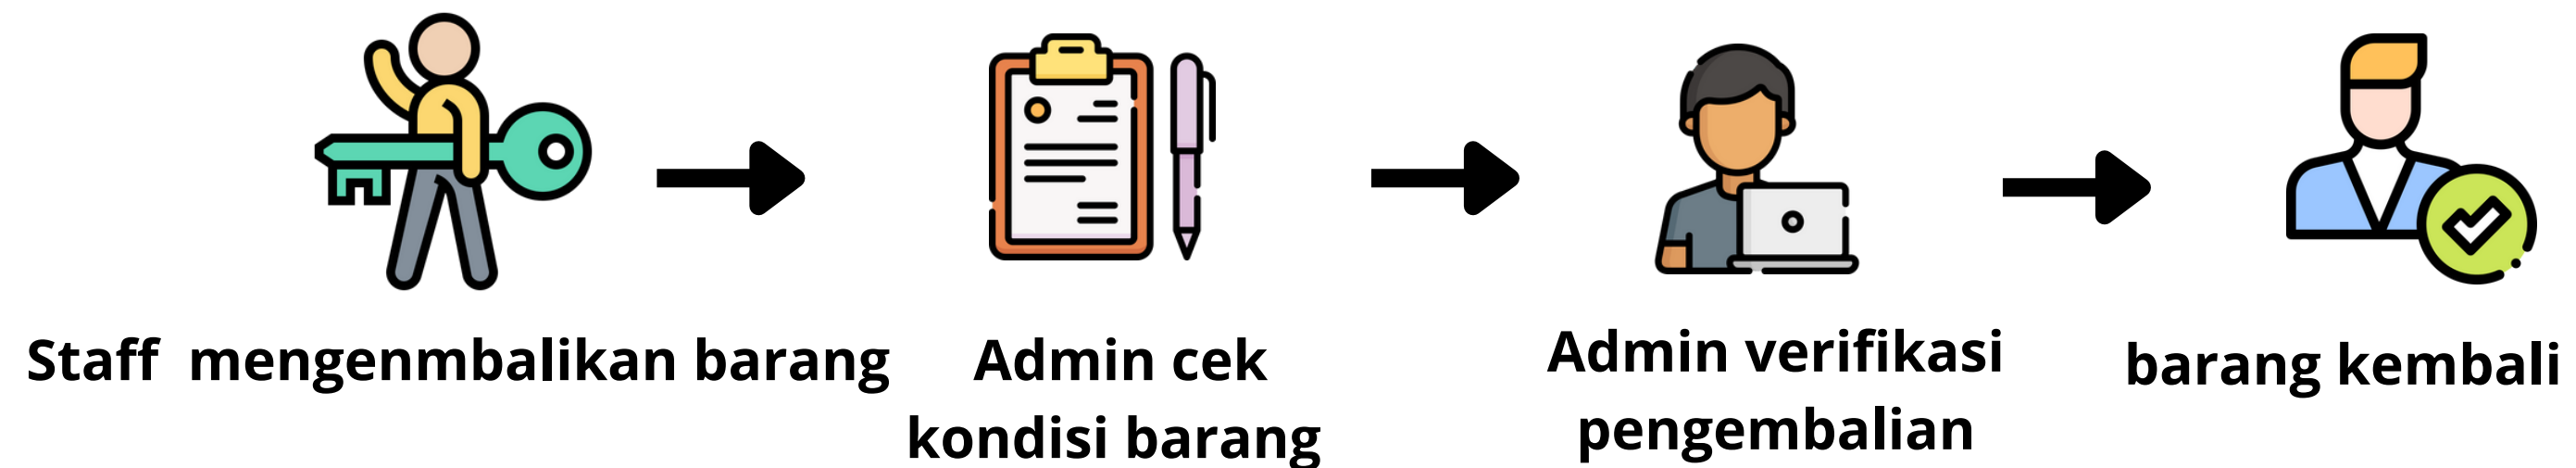 Staff  mengenmbalikan barang
Admin cek
kondisi barang
Admin verifikasi
pengembalian
barang kembali